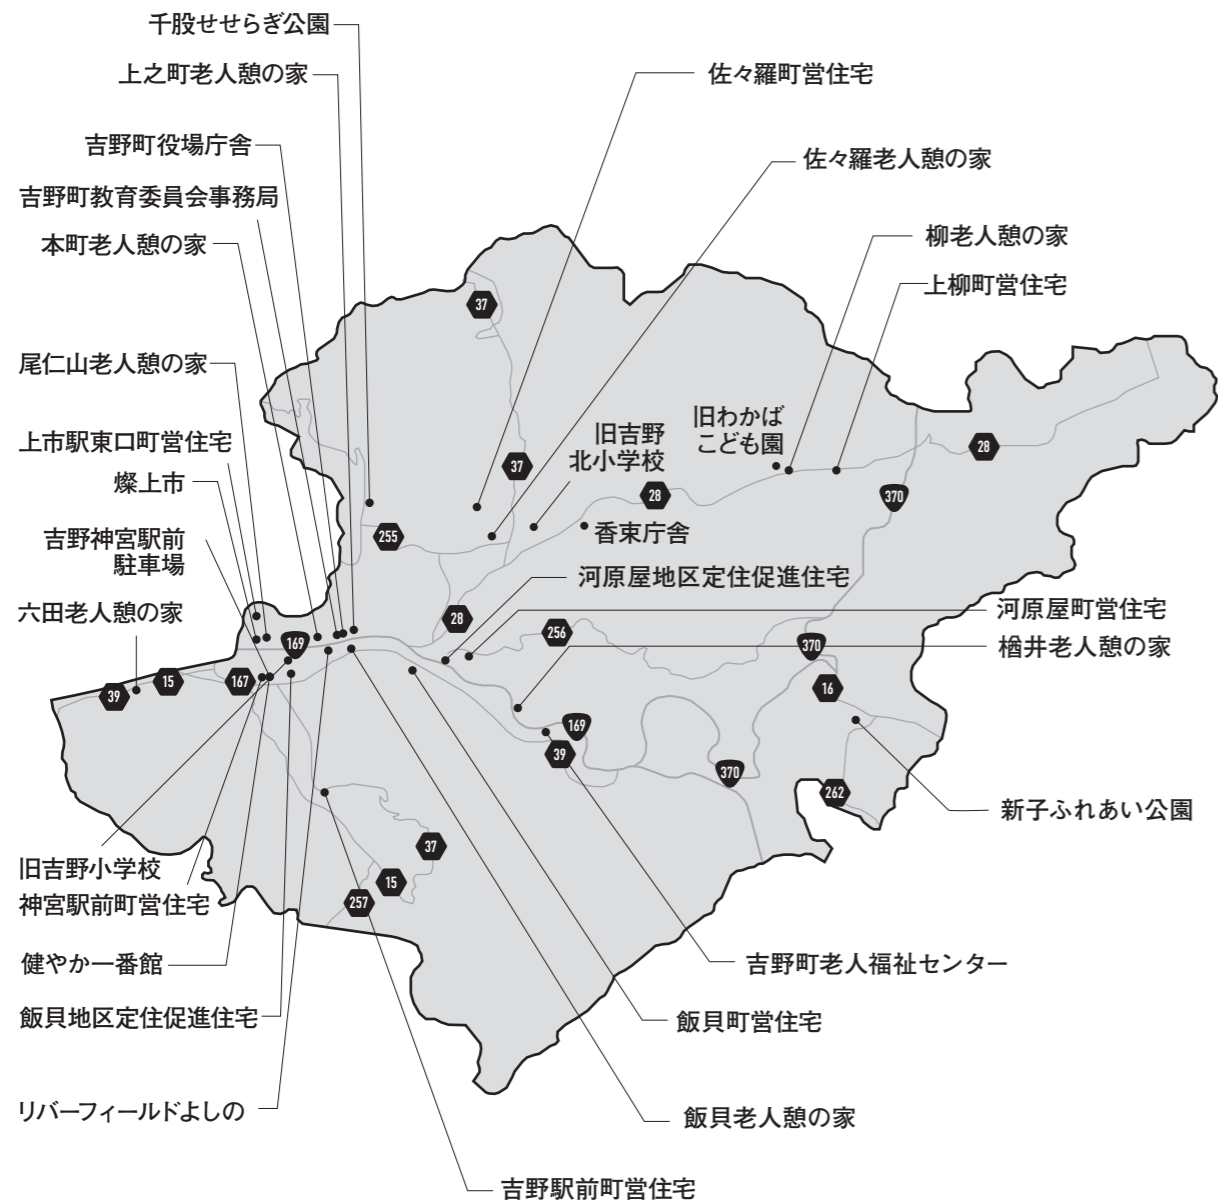 千股せせらぎ公園
上之町老人憩の家
佐々羅町営住宅
吉野町役場庁舎
佐々羅老人憩の家
吉野町教育委員会事務局
本町老人憩の家
柳老人憩の家
上柳町営住宅
37
尾仁山老人憩の家
旧わかば
こども園
上市駅東口町営住宅
旧吉野
北小学校
28
37
燦上市
28
370
吉野神宮駅前
駐車場
255
香束庁舎
河原屋地区定住促進住宅
六田老人憩の家
河原屋町営住宅
28
256
169
370
楢井老人憩の家
39
15
167
16
169
39
370
262
新子ふれあい公園
37
旧吉野小学校
15
神宮駅前町営住宅
257
健やか一番館
吉野町老人福祉センター
飯貝地区定住促進住宅
飯貝町営住宅
リバーフィールドよしの
飯貝老人憩の家
吉野駅前町営住宅